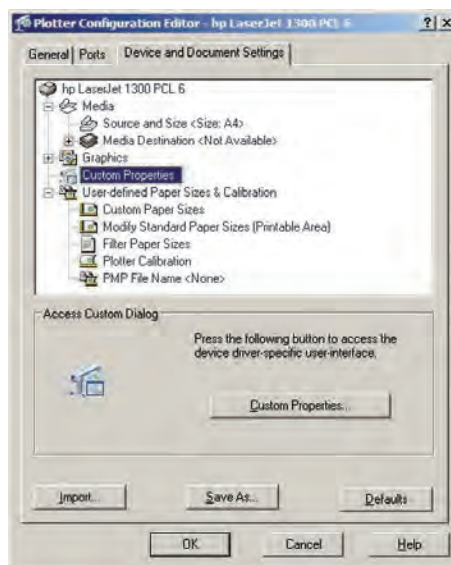 Plotter Configuration Editor - hp LaserJet 1300 PCL 6
General Ports Device and Document Settings
hp LaserJet 1300 PCL 6
Media
Source and Size <Size: A4>
Media Destination <Not Available>
Graphics
Custom Properties
User-defined Paper Sizes & Calibration
Custom Paper Sizes
Modify Standard Paper Sizes (Printable Area)
Filter Paper Sizes
Plotter Calibration
PMP File Name <None>
Access Custom Dialog
Press the following button to access the
device driver-specific user-interface.
Custom Properties...
Import... Save As... Defaults
OK Cancel Help